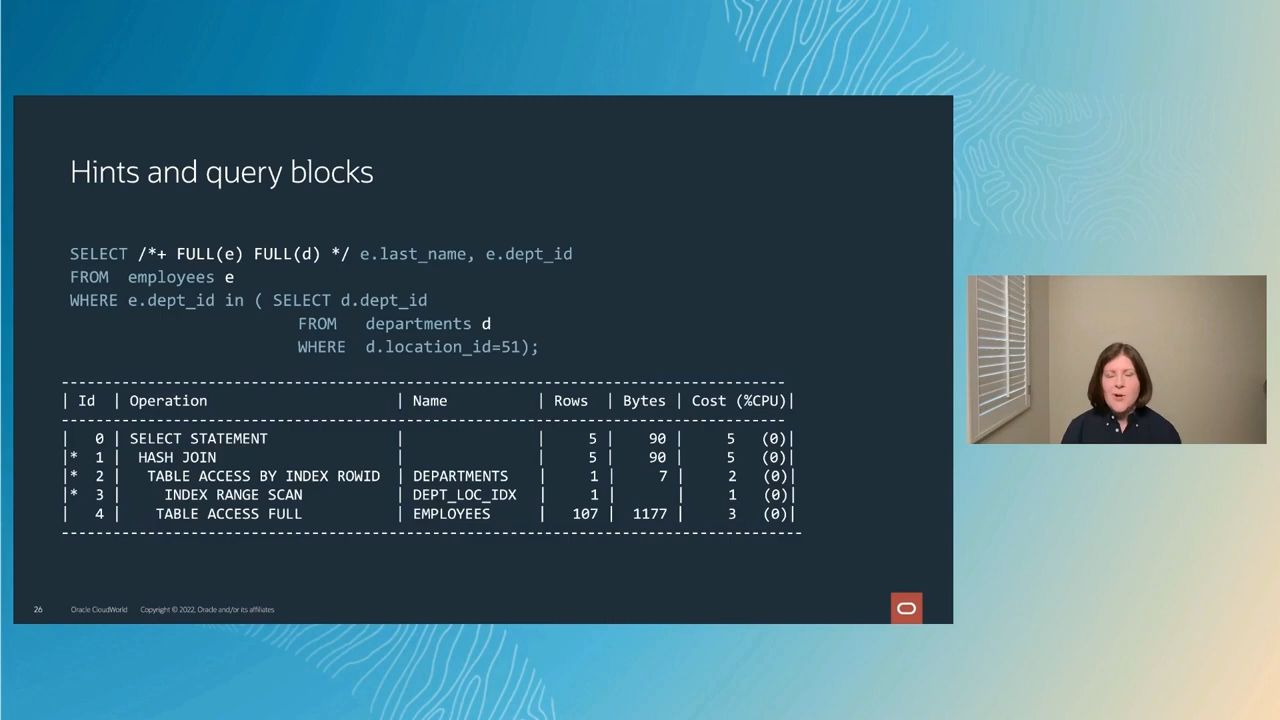 Hints and query blocks
SELECT /*+ FULL(e) FULL(d) */ e.last_name, e.dept_id
FROM employees e
WHERE e.dept_id in ( SELECT d.dept_id
FROM departments d
WHERE d.location_id=51);
-----------------------------------------------------------------------------------
| Id | Operation | Name | Rows | Bytes | Cost (%CPU)|
-----------------------------------------------------------------------------------
| 0 | SELECT STATEMENT | | 5 | 90 | 5 (0)|
|* 1 | HASH JOIN | | 5 | 90 | 5 (0)|
|* 2 | TABLE ACCESS BY INDEX ROWID | DEPARTMENTS | 1 | 7 | 2 (0)|
|* 3 | INDEX RANGE SCAN | DEPT_LOC_IDX | 1 | | 1 (0)|
| 4 | TABLE ACCESS FULL | EMPLOYEES | 107 | 1177 | 3 (0)|
-------------------------------------------------------------------------------------
26 Oracle CloudWorld Copyright © 2022, Oracle and/or its affiliates